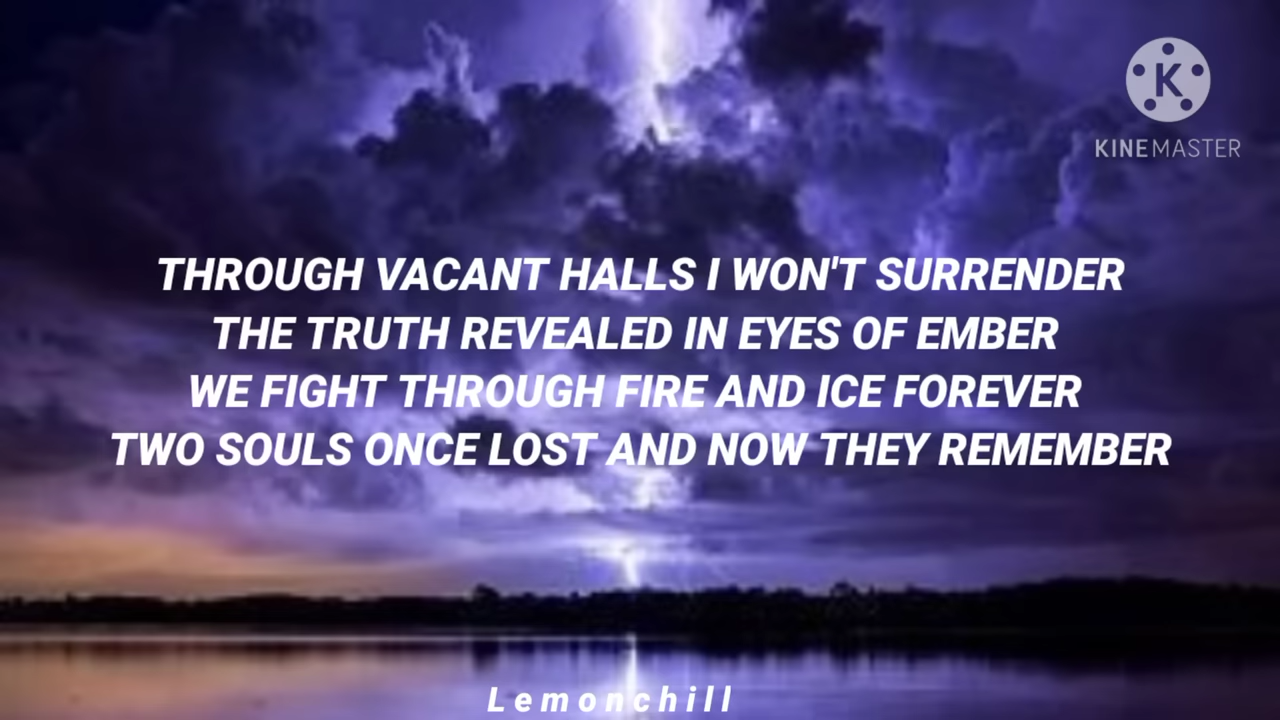 K
KINEMASTER
THROUGH VACANT HALLS I WON'T SURRENDER
THE TRUTH REVEALED IN EYES OF EMBER
WE FIGHT THROUGH FIRE AND ICE FOREVER
TWO SOULS ONCE LOST AND NOW THEY REMEMBER
Lemonchill